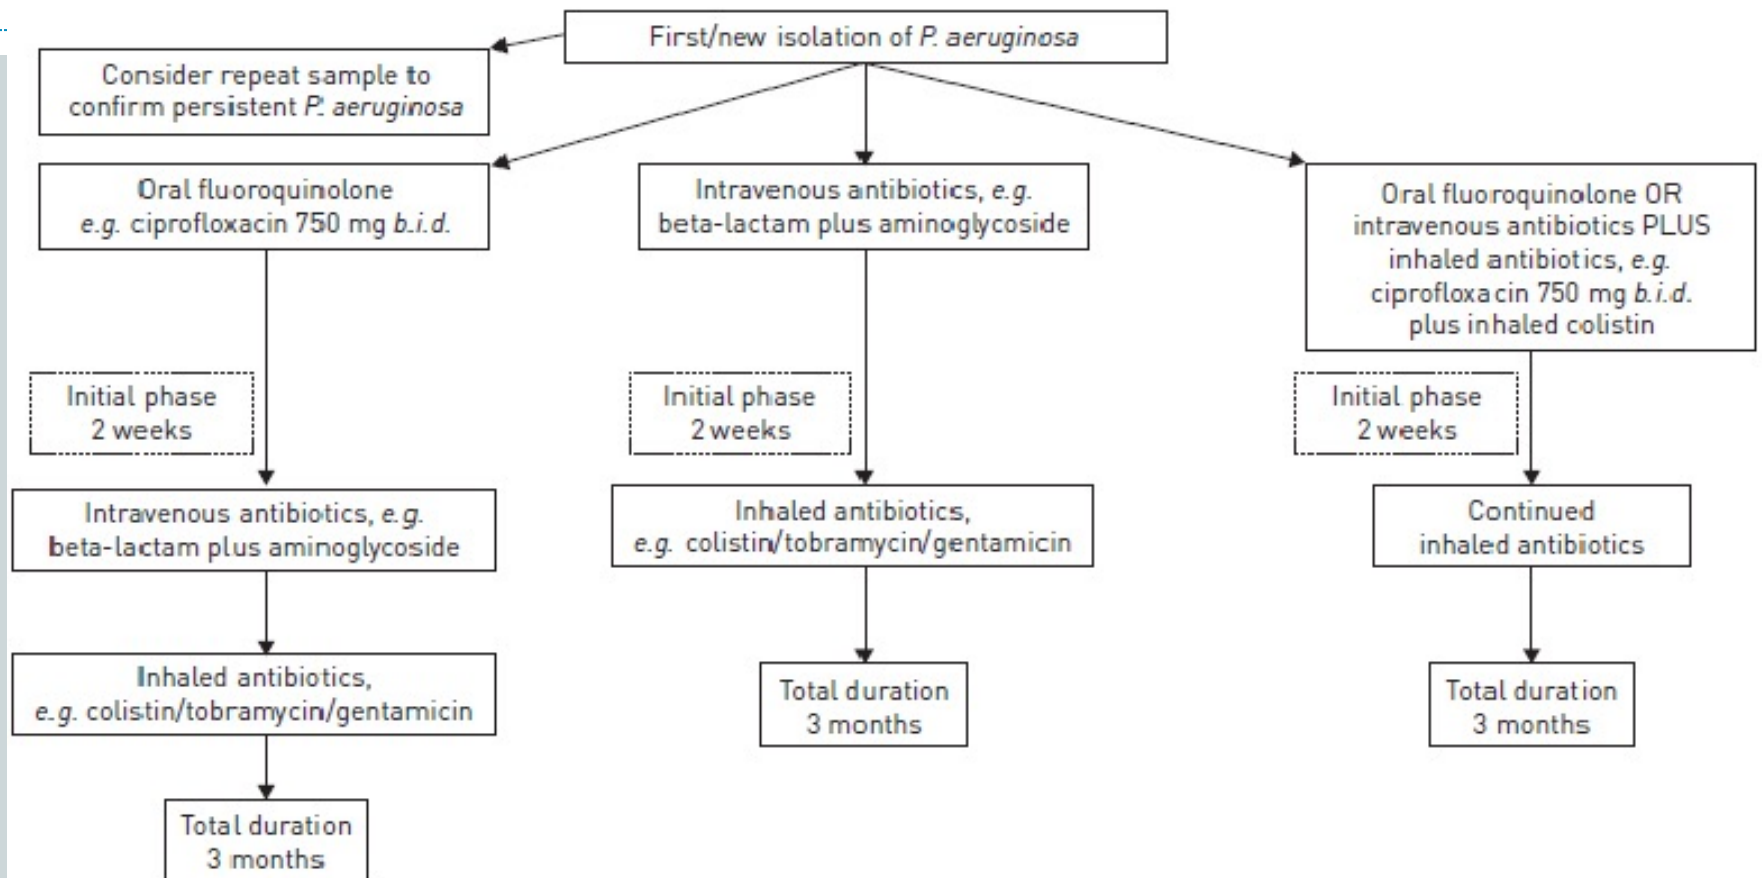 First/new isolation of P. aeruginosa
Consider repeat sample to
confirm persistent P. aeruginosa
Oral fluoroquinolone
e.g. ciprofloxacin 750 mg b.i.d.
Intravenous antibiotics, e.g.
beta-lactam plus aminoglycoside
Oral fluoroquinolone OR
intravenous antibiotics PLUS
inhaled antibiotics, e.g.
ciprofloxacin 750 mg b.i.d.
plus inhaled colistin
Initial phase
2 weeks
Initial phase
2 weeks
Initial phase
2 weeks
Intravenous antibiotics, e.g.
beta-lactam plus aminoglycoside
Inhaled antibiotics,
e.g. colistin/tobramycin/gentamicin
Continued
inhaled antibiotics
Inhaled antibiotics,
e.g. colistin/tobramycin/gentamicin
Total duration
3 months
Total duration
3 months
Total duration
3 months